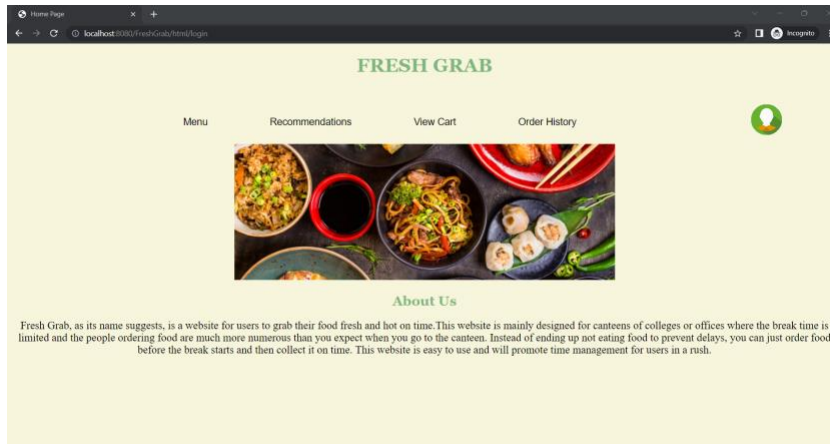 Home Page
localhost:8080/FreshGrab/html/login
Incognito
FRESH GRAB
Menu Recommendations View Cart Order History
About Us
Fresh Grab, as its name suggests, is a website for users to grab their food fresh and hot on time.This website is mainly designed for canteens of colleges or offices where the break time is
limited and the people ordering food are much more numerous than you expect when you go to the canteen. Instead of ending up not eating food to prevent delays, you can just order food
before the break starts and then collect it on time. This website is easy to use and will promote time management for users in a rush.